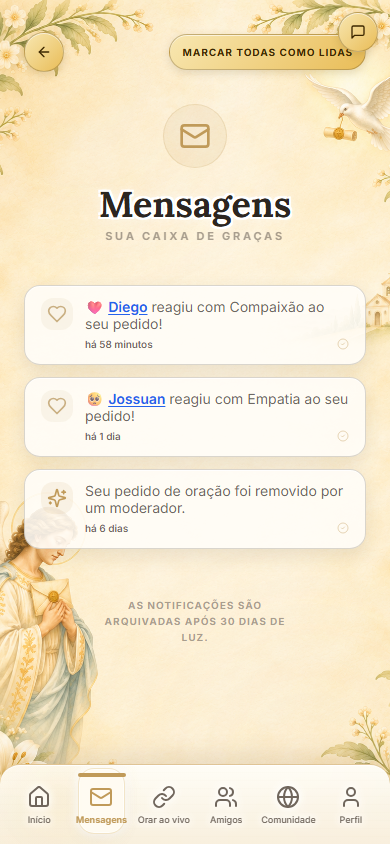 MARCAR TODAS COMO LIDAS
Mensagens
SUA CAIXA DE GRAÇAS
Diego reagiu com Compaixão ao
seu pedido!
há 58 minutos
Jossuan reagiu com Empatia ao seu
pedido!
há 1 dia
Seu pedido de oração foi removido por
um moderador.
há 6 dias
AS NOTIFICAÇÕES SÃO
ARQUIVADAS APÓS 30 DIAS DE
LUZ.
Início
Mensagens
Orar ao vivo
Amigos
Comunidade
Perfil